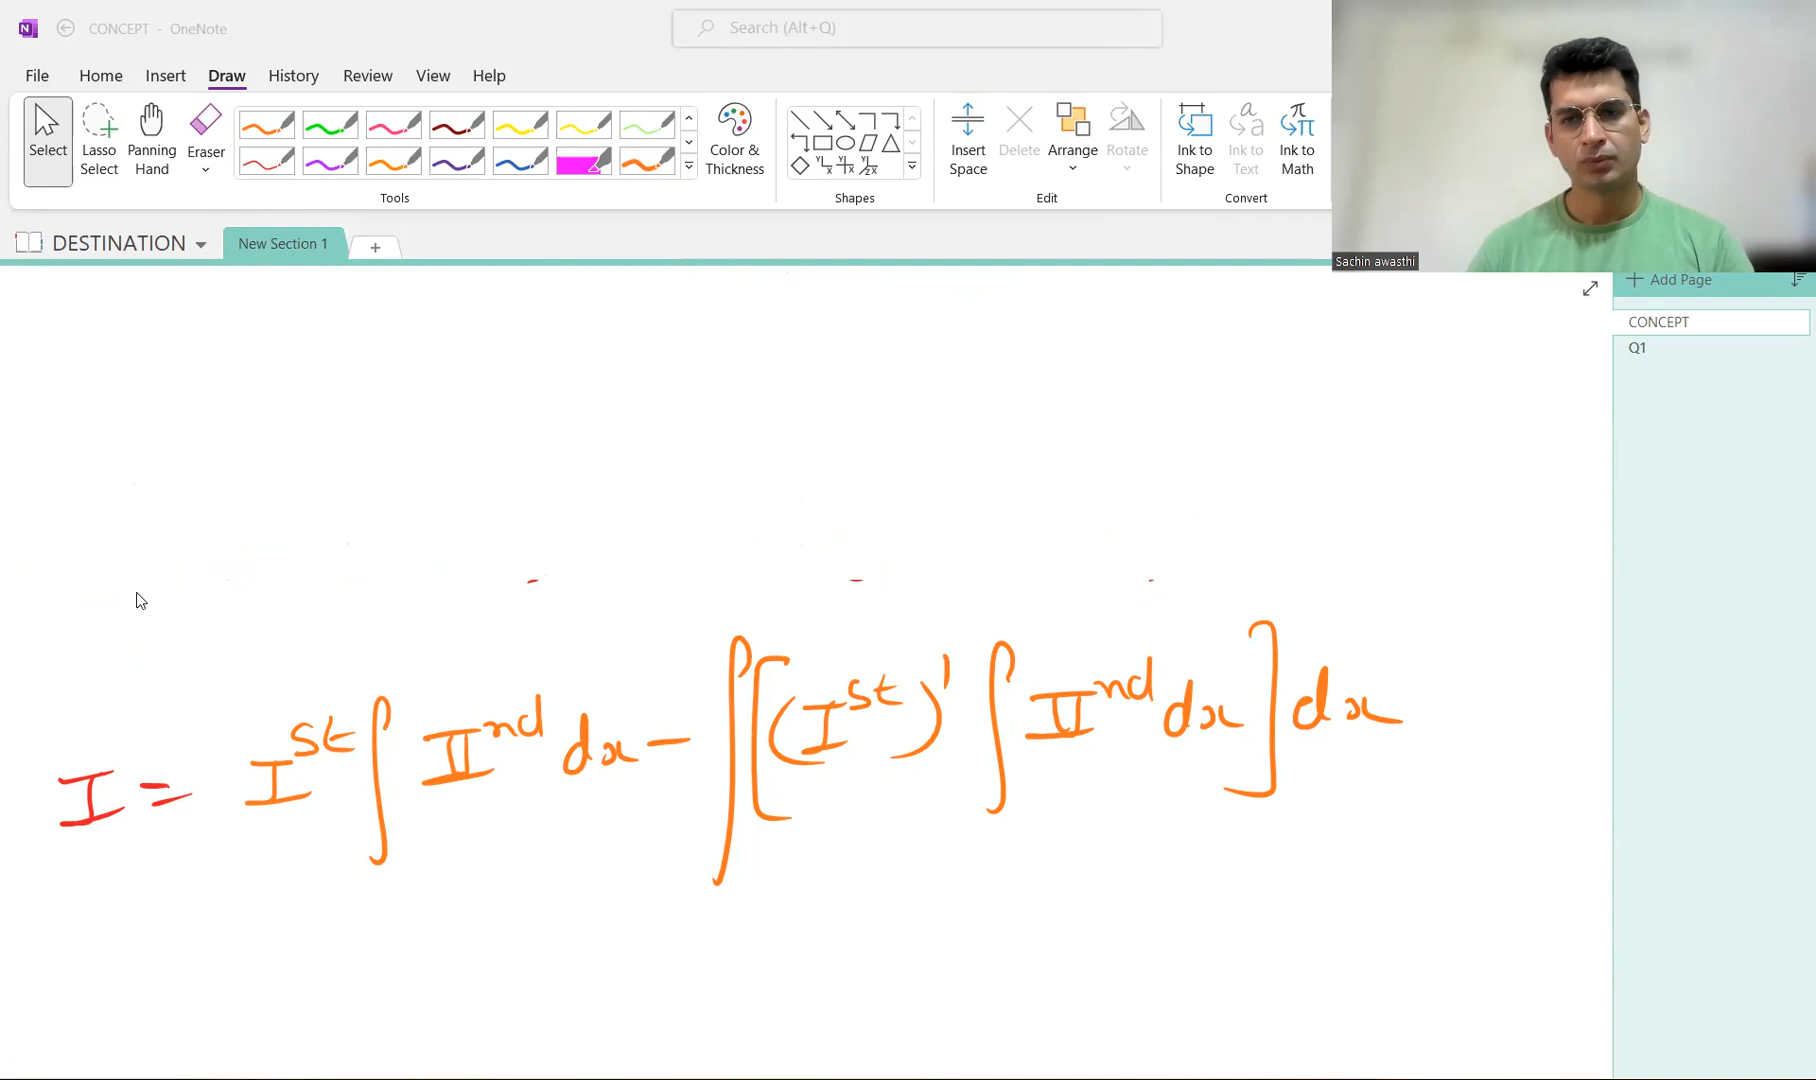 CONCEPT - OneNote
Search (Alt+Q)
File Home Insert Draw History Review View Help
Select
Lasso Select
Panning Hand
Eraser
Color & Thickness
Insert Space
Delete
Arrange
Rotate
Ink to Shape
Ink to Text
Ink to Math
Tools
Shapes
Edit
Convert
DESTINATION
New Section 1
Sachin awasthi
Add Page
CONCEPT
Q1
I = I^st ∫ II^nd dx − ∫ [(I^st)' ∫ II^nd dx] dx